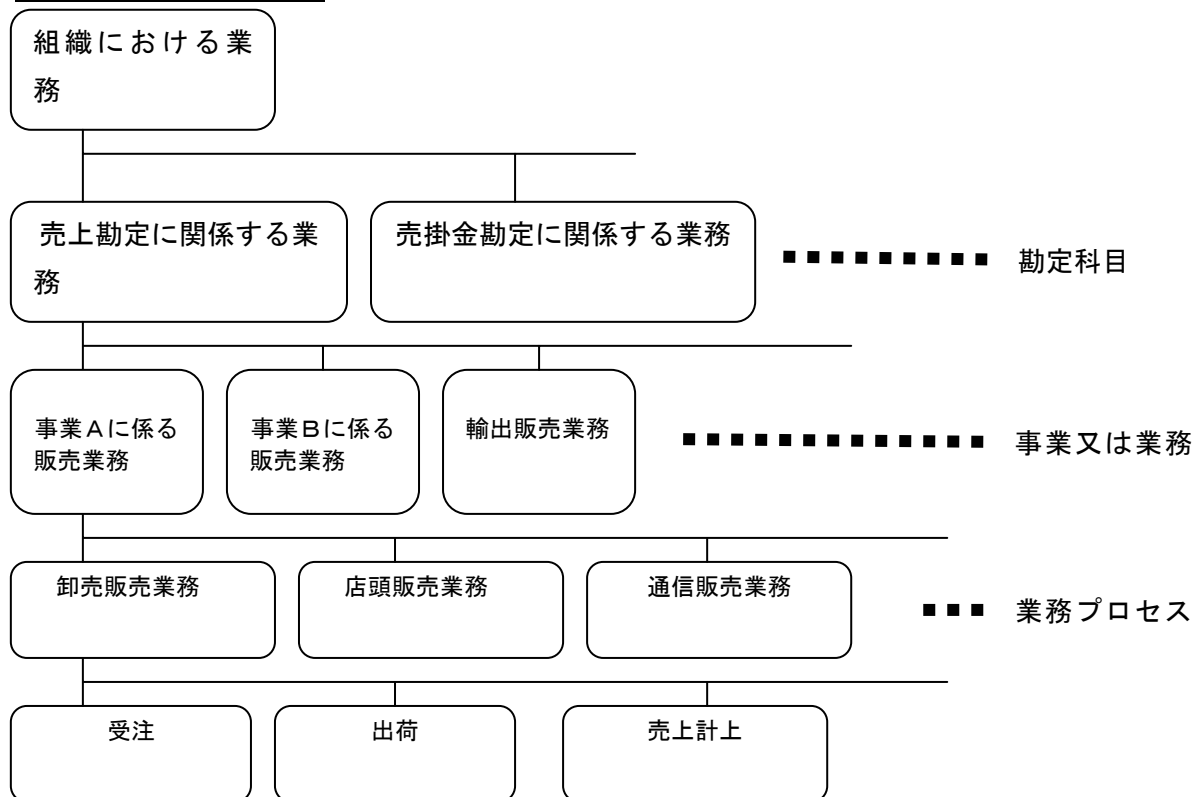 組織における業
務
売上勘定に関係する業
務
売掛金勘定に関係する業務
勘定科目
事業Aに係る
販売業務
事業Bに係る
販売業務
輸出販売業務
事業又は業務
卸売販売業務
店頭販売業務
通信販売業務
業務プロセス
受注
出荷
売上計上